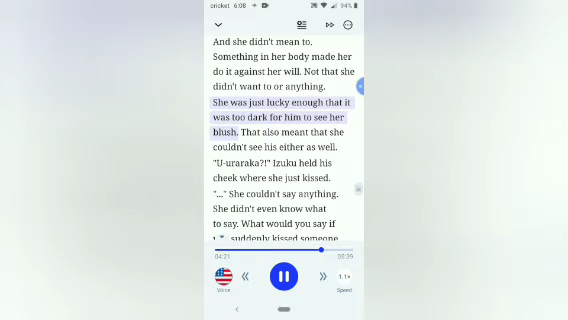 cricket 6:08
94%
And she didn't mean to.
Something in her body made her
do it against her will. Not that she
didn't want to or anything.
She was just lucky enough that it
was too dark for him to see her
blush. That also meant that she
couldn't see his either as well.
"U-uraraka?!" Izuku held his
cheek where she just kissed.
"..." She couldn't say anything.
She didn't even know what
to say. What would you say if
suddenly kissed someone
04:21
05:39
1.1×
Voice
Speed